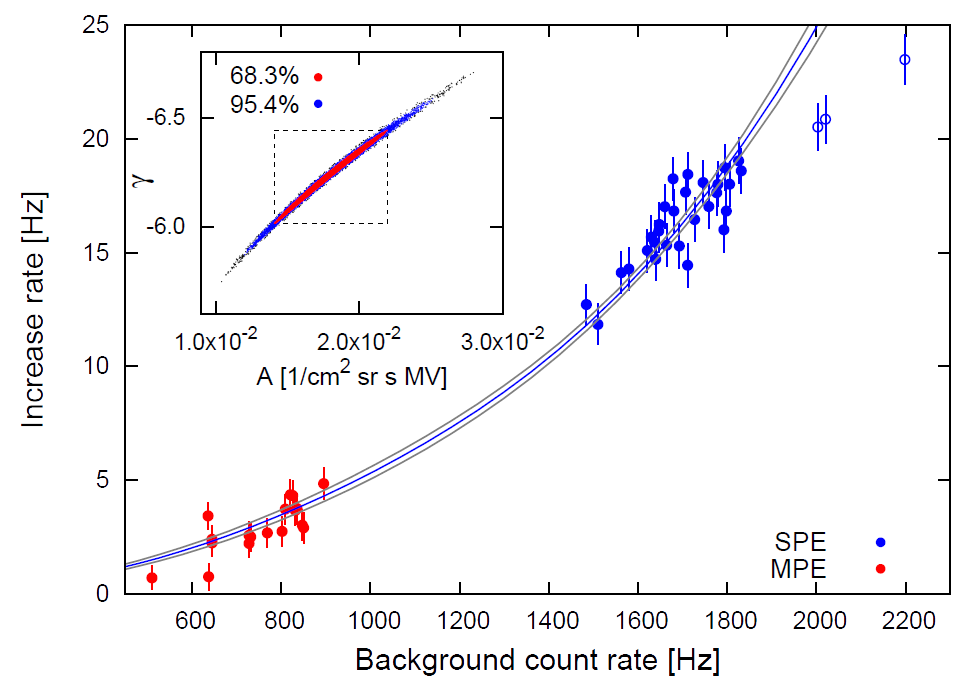 25
20
15
10
5
0
Increase rate [Hz]
68.3%
95.4%
-6.5
-6.0
γ
1.0x10⁻² 2.0x10⁻² 3.0x10⁻²
A [1/cm² sr s MV]
SPE
MPE
600 800 1000 1200 1400 1600 1800 2000 2200
Background count rate [Hz]